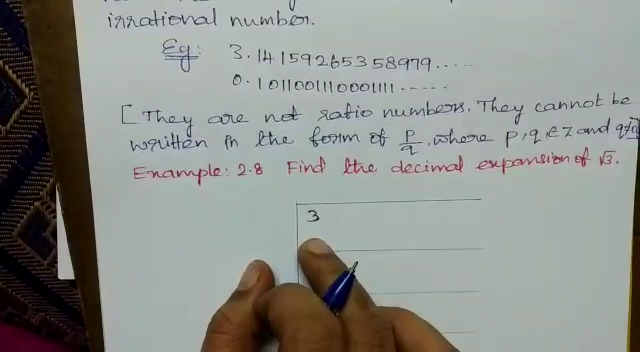 irrational number.
Eg: 3.14159265358979.....
0.1011001110001111.....
[They are not ratio numbers. They cannot be
written in the form of p/q, where p, q ∈ Z and q≠0
Example: 2.8 Find the decimal expansion of √3.
3